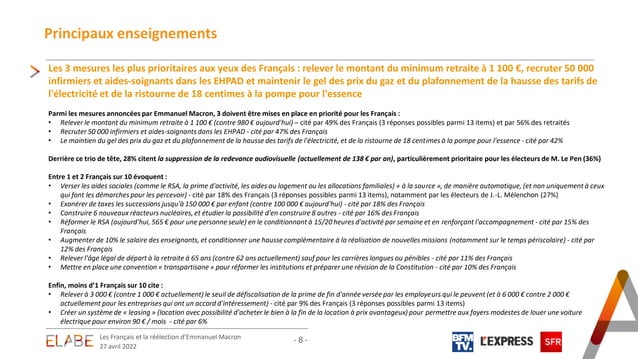 Principaux enseignements
Les 3 mesures les plus prioritaires aux yeux des Français : relever le montant du minimum retraite à 1 100 €, recruter 50 000
infirmiers et aides-soignants dans les EHPAD et maintenir le gel des prix du gaz et du plafonnement de la hausse des tarifs de
l'électricité et de la ristourne de 18 centimes à la pompe pour l'essence
Parmi les mesures annoncées par Emmanuel Macron, 3 doivent être mises en place en priorité pour les Français :
• Relever le montant du minimum retraite à 1 100 € (contre 980 € aujourd'hui) – cité par 49% des Français (3 réponses possibles parmi 13 items) et par 56% des retraités
• Recruter 50 000 infirmiers et aides-soignants dans les EHPAD - cité par 47% des Français
• Le maintien du gel des prix du gaz et du plafonnement de la hausse des tarifs de l'électricité, et de la ristourne de 18 centimes à la pompe pour l'essence - cité par 42%
Derrière ce trio de tête, 28% citent la suppression de la redevance audiovisuelle (actuellement de 138 € par an), particulièrement prioritaire pour les électeurs de M. Le Pen (36%)
Entre 1 et 2 Français sur 10 évoquent :
• Verser les aides sociales (comme le RSA, la prime d'activité, les aides au logement ou les allocations familiales) « à la source », de manière automatique, (et non uniquement à ceux
qui font les démarches pour les percevoir) - cité par 18% des Français (3 réponses possibles parmi 13 items), notamment par les électeurs de J.-L. Mélenchon (27%)
• Exonérer de taxes les successions jusqu'à 150 000 € par enfant (contre 100 000 € aujourd'hui) - cité par 18% des Français
• Construire 6 nouveaux réacteurs nucléaires, et étudier la possibilité d'en construire 8 autres - cité par 16% des Français
• Réformer le RSA (aujourd'hui, 565 € pour une personne seule) en le conditionnant à 15/20 heures d'activité par semaine et en renforçant l'accompagnement - cité par 15% des
Français
• Augmenter de 10% le salaire des enseignants, et conditionner une hausse complémentaire à la réalisation de nouvelles missions (notamment sur le temps périscolaire) - cité par
12% des Français
• Relever l'âge légal de départ à la retraite à 65 ans (contre 62 ans actuellement) sauf pour les carrières longues ou pénibles - cité par 11% des Français
• Mettre en place une convention « transpartisane » pour réformer les institutions et préparer une révision de la Constitution - cité par 10% des Français
Enfin, moins d'1 Français sur 10 cite :
• Relever à 3 000 € (contre 1 000 € actuellement) le seuil de défiscalisation de la prime de fin d'année versée par les employeurs qui le peuvent (et à 6 000 € contre 2 000 €
actuellement pour les entreprises qui ont un accord d'intéressement) - cité par 9% des Français (3 réponses possibles parmi 13 items)
• Créer un système de « leasing » (location avec possibilité d'acheter le bien à la fin de la location à prix avantageux) pour permettre aux foyers modestes de louer une voiture
électrique pour environ 90 € / mois - cité par 6%
ELABE
Les Français et la réélection d'Emmanuel Macron
27 avril 2022
- 8 -
BFM
TV.
L'EXPRESS
SFR